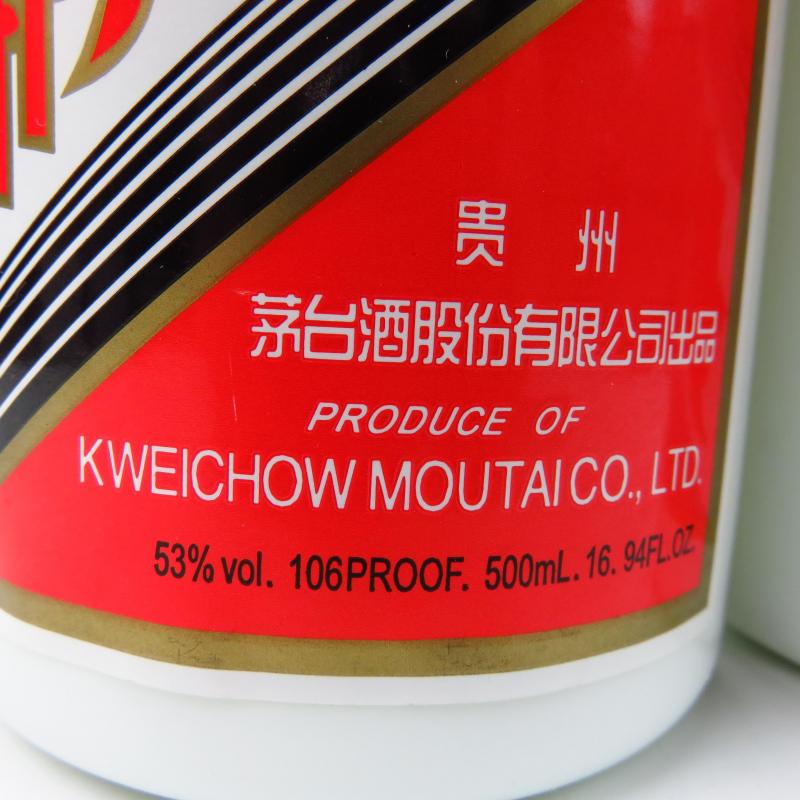 贵 州
茅台酒股份有限公司出品
PRODUCE OF
KWEICHOW MOUTAI CO., LTD.
53% vol. 106PROOF. 500mL. 16. 94FL.OZ.